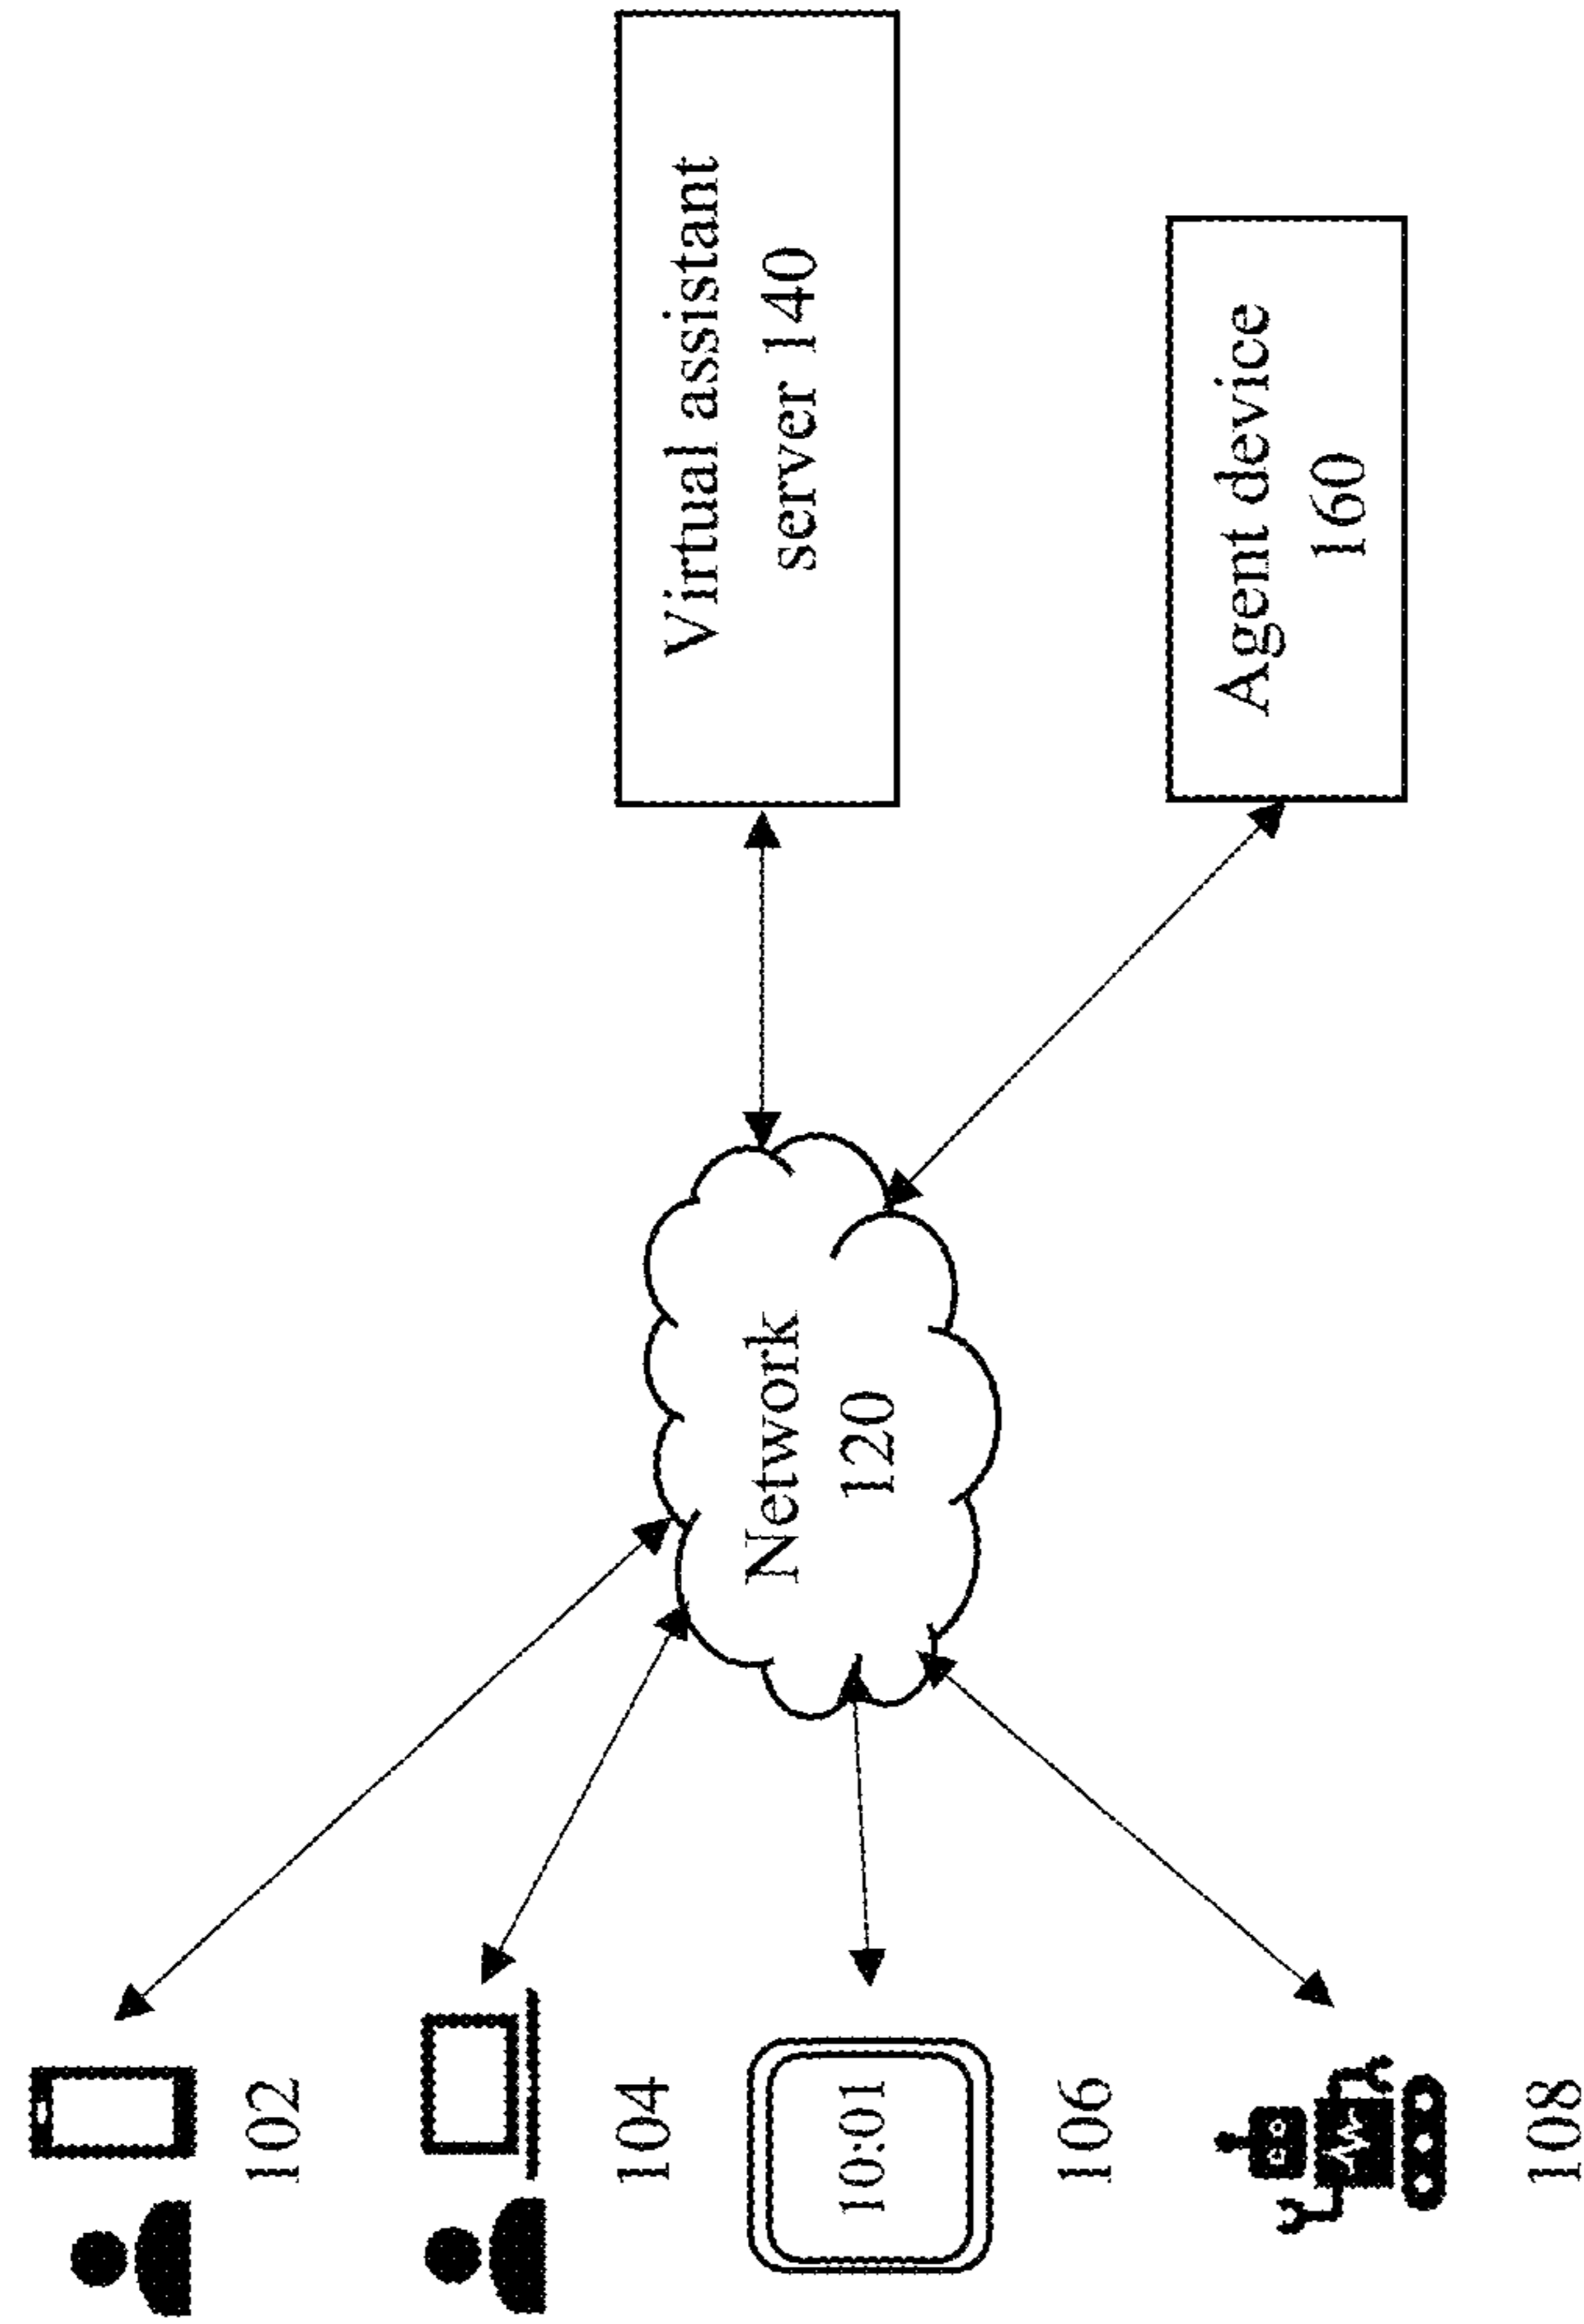 102
104
10:01
106
108
Network
120
Virtual assistant
server 140
Agent device
160